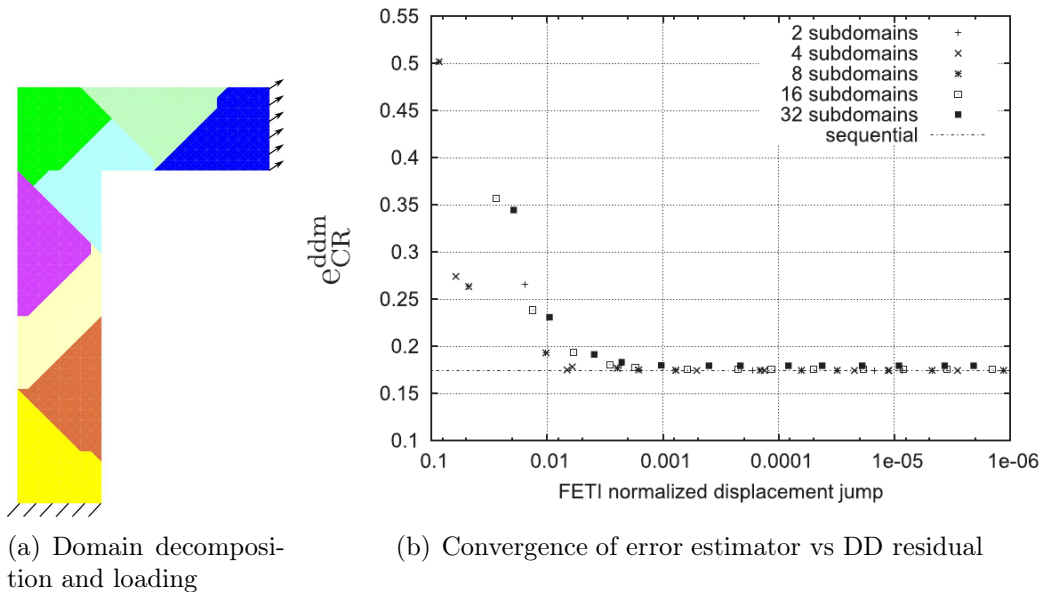 0.55
0.5
0.45
0.4
0.35
0.3
0.25
0.2
0.15
0.1
e_CR^ddm
2 subdomains
4 subdomains
8 subdomains
16 subdomains
32 subdomains
sequential
0.1 0.01 0.001 0.0001 1e-05 1e-06
FETI normalized displacement jump
(a) Domain decomposi-
tion and loading
(b) Convergence of error estimator vs DD residual